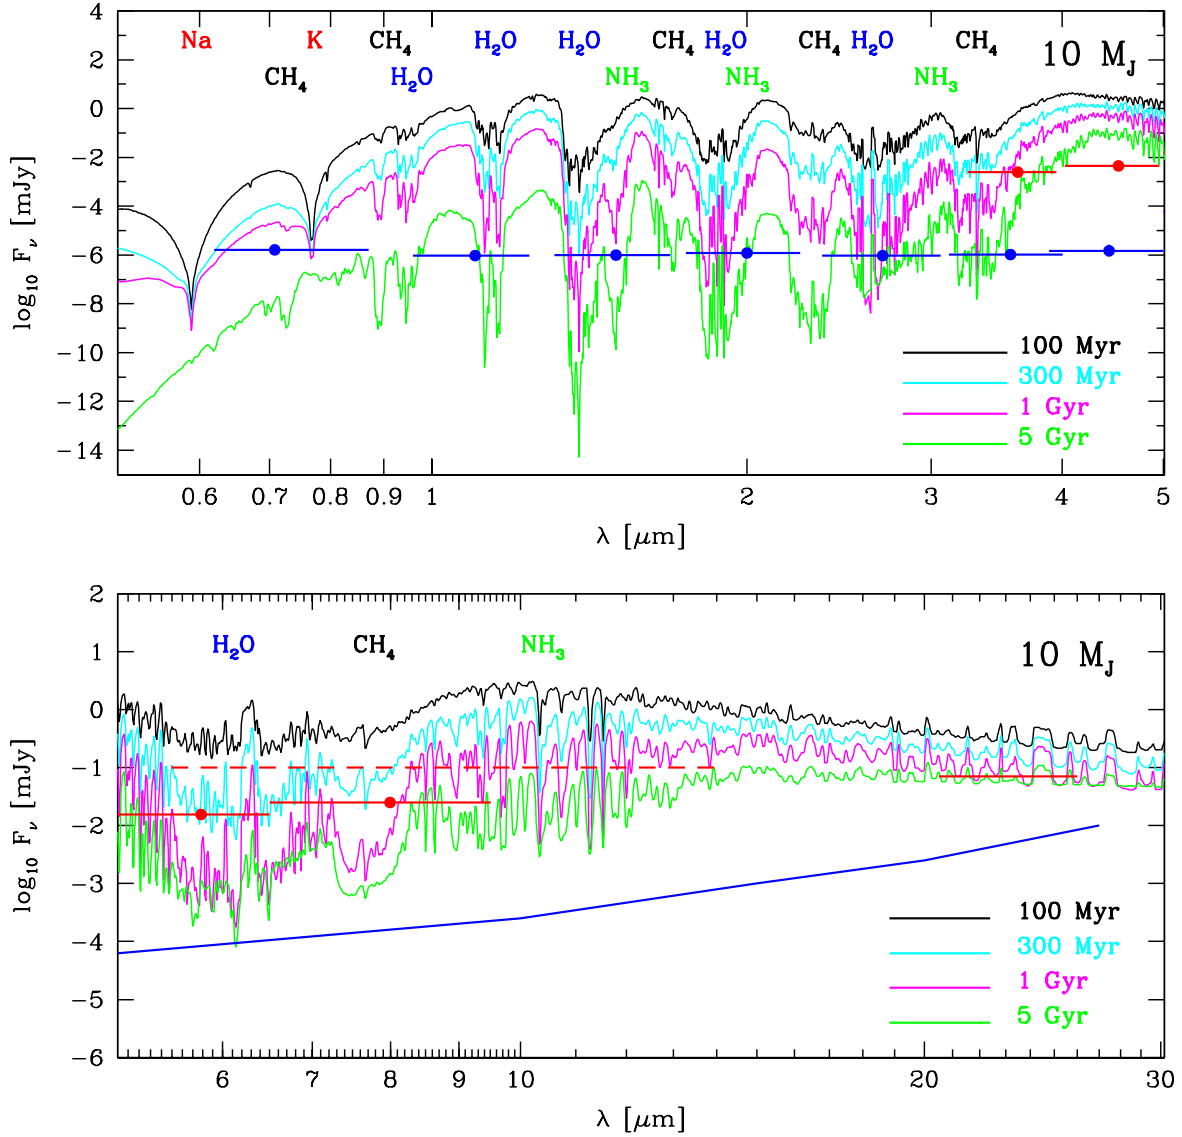 Na K CH₄ H₂O H₂O CH₄ H₂O CH₄ H₂O CH₄ 10 M_J
CH₄ H₂O NH₃ NH₃ NH₃
4
2
0
−2
−4
−6
−8
−10
−12
−14
log₁₀ F_ν [mJy]
100 Myr
300 Myr
1 Gyr
5 Gyr
0.6 0.7 0.8 0.9 1 2 3 4 5
λ [μm]
H₂O CH₄ NH₃ 10 M_J
2
1
0
−1
−2
−3
−4
−5
−6
log₁₀ F_ν [mJy]
100 Myr
300 Myr
1 Gyr
5 Gyr
6 7 8 9 10 20 30
λ [μm]